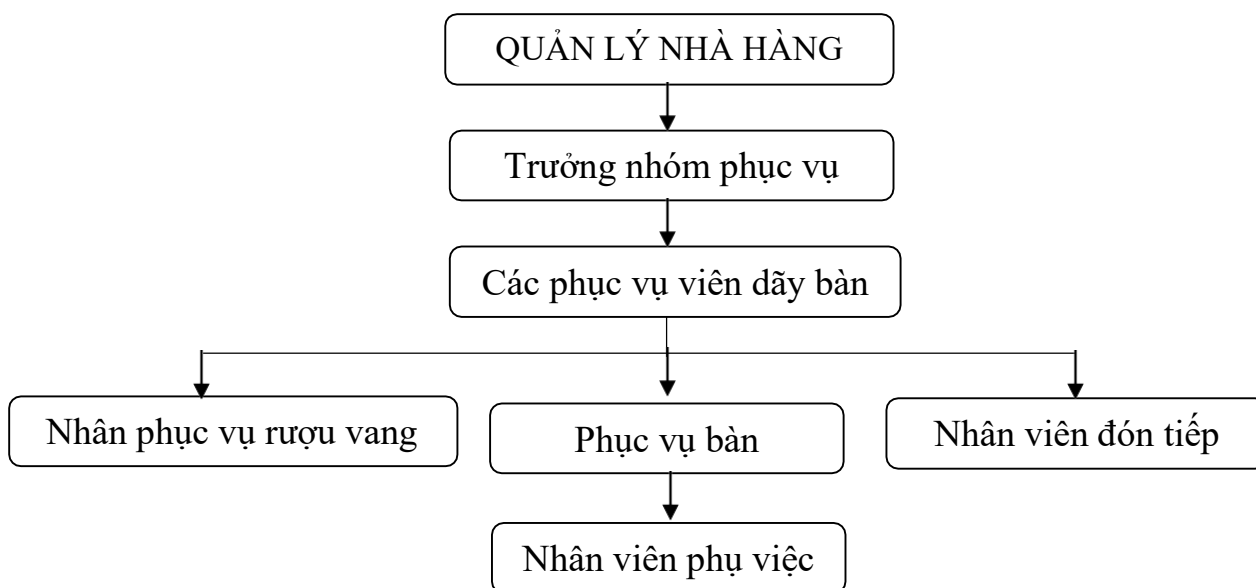 QUẢN LÝ NHÀ HÀNG
Trưởng nhóm phục vụ
Các phục vụ viên dãy bàn
Nhân phục vụ rượu vang
Phục vụ bàn
Nhân viên đón tiếp
Nhân viên phụ việc